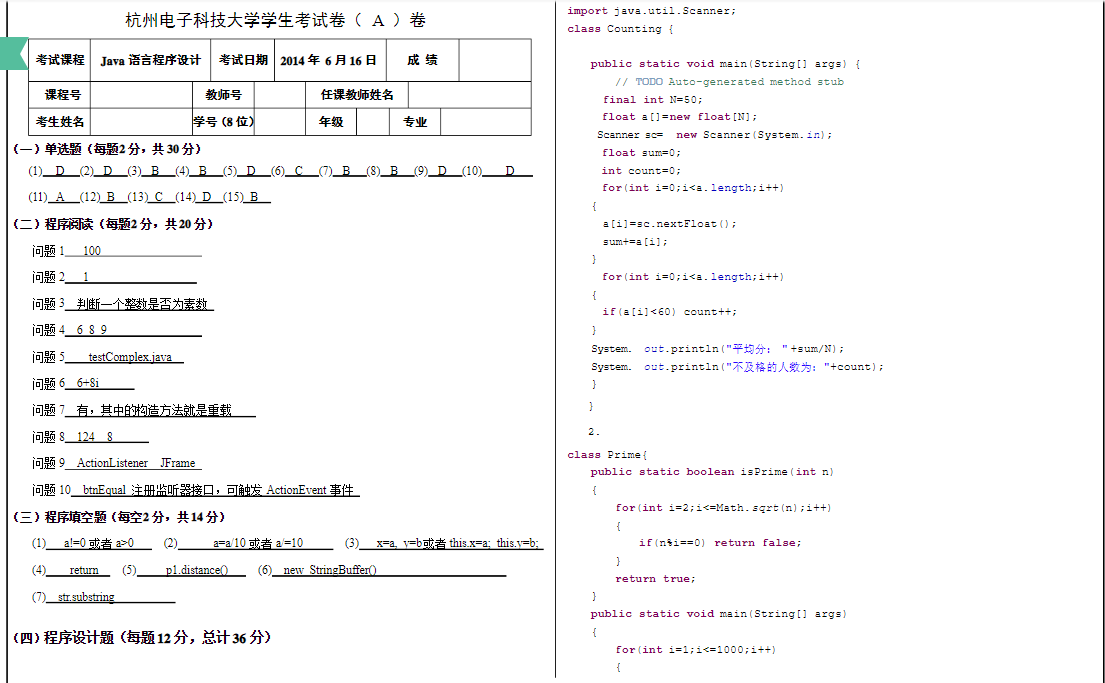 杭州电子科技大学学生考试卷（ A ）卷
考试课程 Java 语言程序设计 考试日期 2014 年 6 月 16 日 成 绩
课程号 教师号 任课教师姓名
考生姓名 学号 (8 位) 年级 专业
(一) 单选题（每题2 分，共 30 分）
(1) D (2) D (3) B (4) B (5) D (6) C (7) B (8) B (9) D (10) D
(11) A (12) B (13) C (14) D (15) B
(二) 程序阅读（每题2 分，共 20 分）
问题 1 100
问题 2 1
问题 3 判断一个整数是否为素数
问题 4 6 8 9
问题 5 testComplex.java
问题 6 6+8i
问题 7 有，其中的构造方法就是重载
问题 8 124 8
问题 9 ActionListener JFrame
问题 10 btnEqual 注册监听器接口，可触发 ActionEvent 事件
(三) 程序填空题（每空2 分，共 14 分）
(1) a!=0 或者 a>0 (2) a=a/10 或者 a/=10 (3) x=a, y=b或者 this.x=a; this.y=b;
(4) return (5) p1.distance() (6) new StringBuffer()
(7) str.substring
(四) 程序设计题（每题 12 分，总计 36 分）
import java.util.Scanner;
class Counting {
public static void main(String[] args) {
// TODO Auto-generated method stub
final int N=50;
float a[]=new float[N];
Scanner sc= new Scanner(System.in);
float sum=0;
int count=0;
for(int i=0;i<a.length;i++)
{
a[i]=sc.nextFloat();
sum+=a[i];
}
for(int i=0;i<a.length;i++)
{
if(a[i]<60) count++;
}
System. out.println("平均分: "+sum/N);
System. out.println("不及格的人数为: "+count);
}
}
2.
class Prime{
public static boolean isPrime(int n)
{
for(int i=2;i<=Math.sqrt(n);i++)
{
if(n%i==0) return false;
}
return true;
}
public static void main(String[] args)
{
for(int i=1;i<=1000;i++)
{